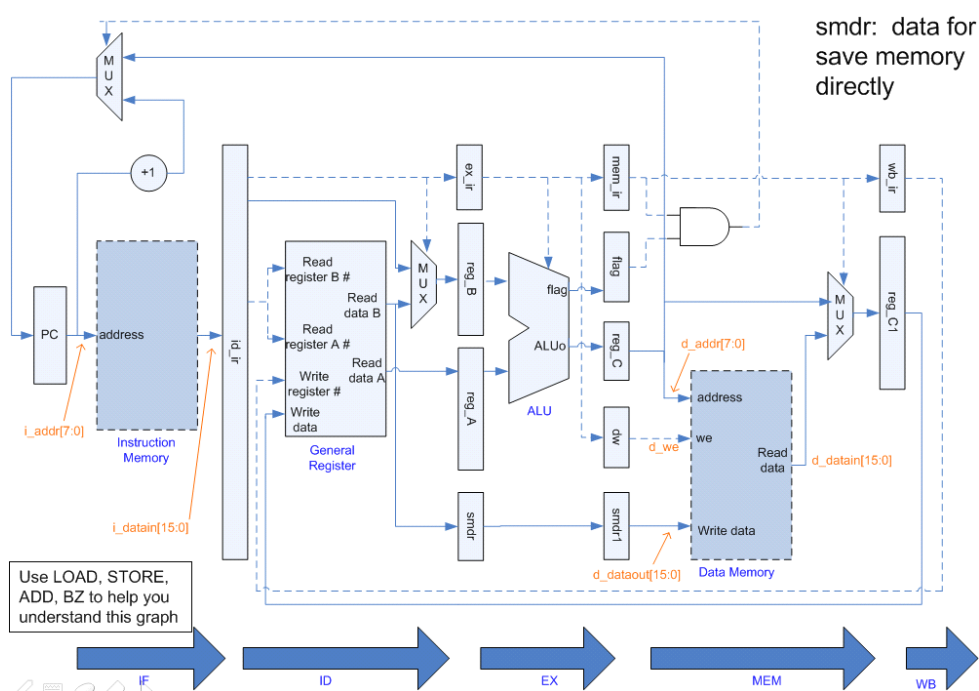 smdr:  data for
save memory
directly
MUX
+1
PC
address
i_addr[7:0]
Instruction
Memory
i_datain[15:0]
id_ir
Read
register B #
Read
data B
Read
register A #
Read
data A
Write
register #
Write
data
General
Register
MUX
ex_ir
reg_B
reg_A
smdr
flag
ALUo
ALU
mem_ir
flag
reg_C
dw
smdr1
d_addr[7:0]
d_we
d_dataout[15:0]
address
we
Read
data
Write data
Data Memory
d_datain[15:0]
MUX
wb_ir
reg_C1
Use LOAD, STORE,
ADD, BZ to help you
understand this graph
IF
ID
EX
MEM
WB